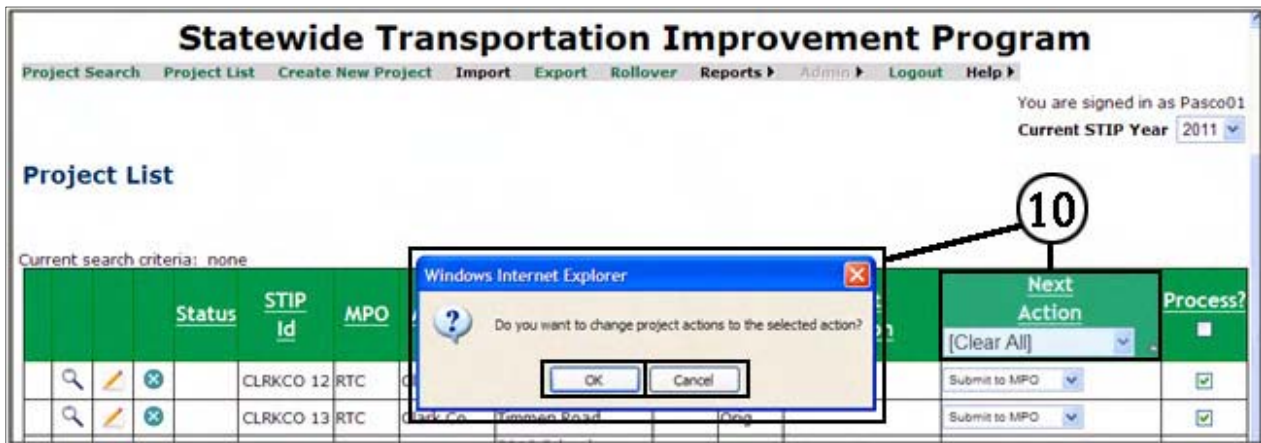 Statewide Transportation Improvement Program
Project Search Project List Create New Project Import Export Rollover Reports Admin Logout Help
You are signed in as Pasco01
Current STIP Year 2011
Project List
10
Current search criteria: none
Status STIP Id MPO Next Action [Clear All] Process?
Windows Internet Explorer
Do you want to change project actions to the selected action?
OK Cancel
CLRKCO 12 RTC Submit to MPO
CLRKCO 13 RTC Clark Co. Timmen Road Orig Submit to MPO